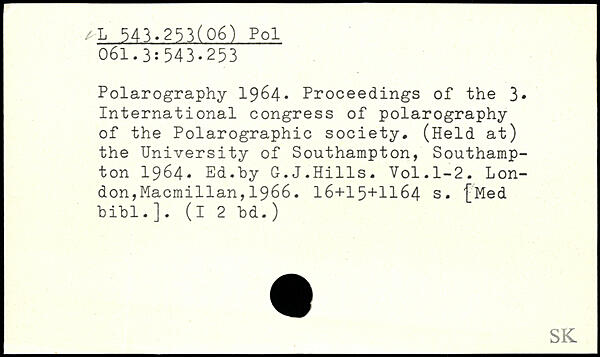 L 543.253(06) Pol
061.3:543.253
Polarography 1964. Proceedings of the 3.
International congress of polarography
of the Polarographic society. (Held at)
the University of Southampton, Southamp-
ton 1964. Ed.by G.J.Hills. Vol.1-2. Lon-
don,Macmillan,1966. 16+15+1164 s. [Med
bibl.]. (I 2 bd.)
SK